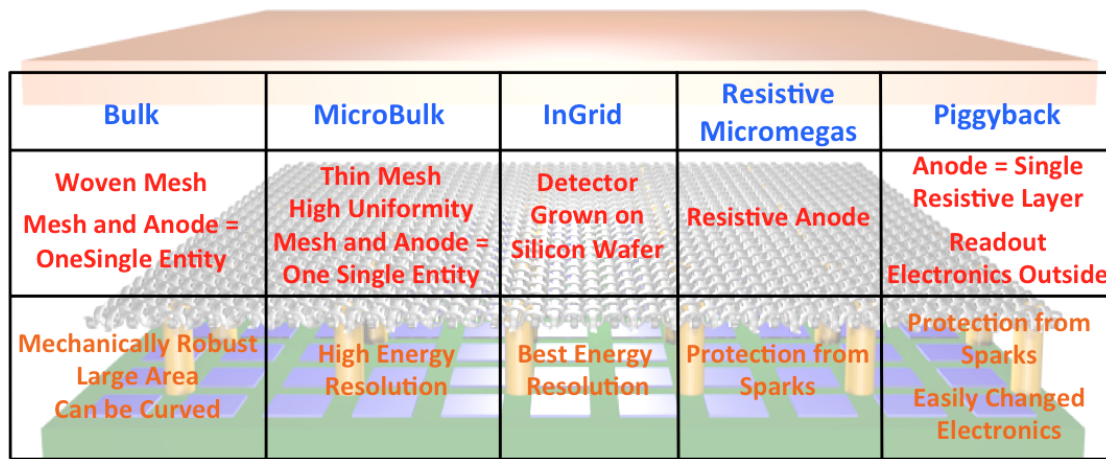 Bulk
MicroBulk
InGrid
Resistive
Micromegas
Piggyback
Woven Mesh
Mesh and Anode =
OneSingle Entity
Thin Mesh
High Uniformity
Mesh and Anode =
One Single Entity
Detector
Grown on
Silicon Wafer
Resistive Anode
Anode = Single
Resistive Layer
Readout
Electronics Outside
Mechanically Robust
Large Area
Can be Curved
High Energy
Resolution
Best Energy
Resolution
Protection from
Sparks
Protection from
Sparks
Easily Changed
Electronics